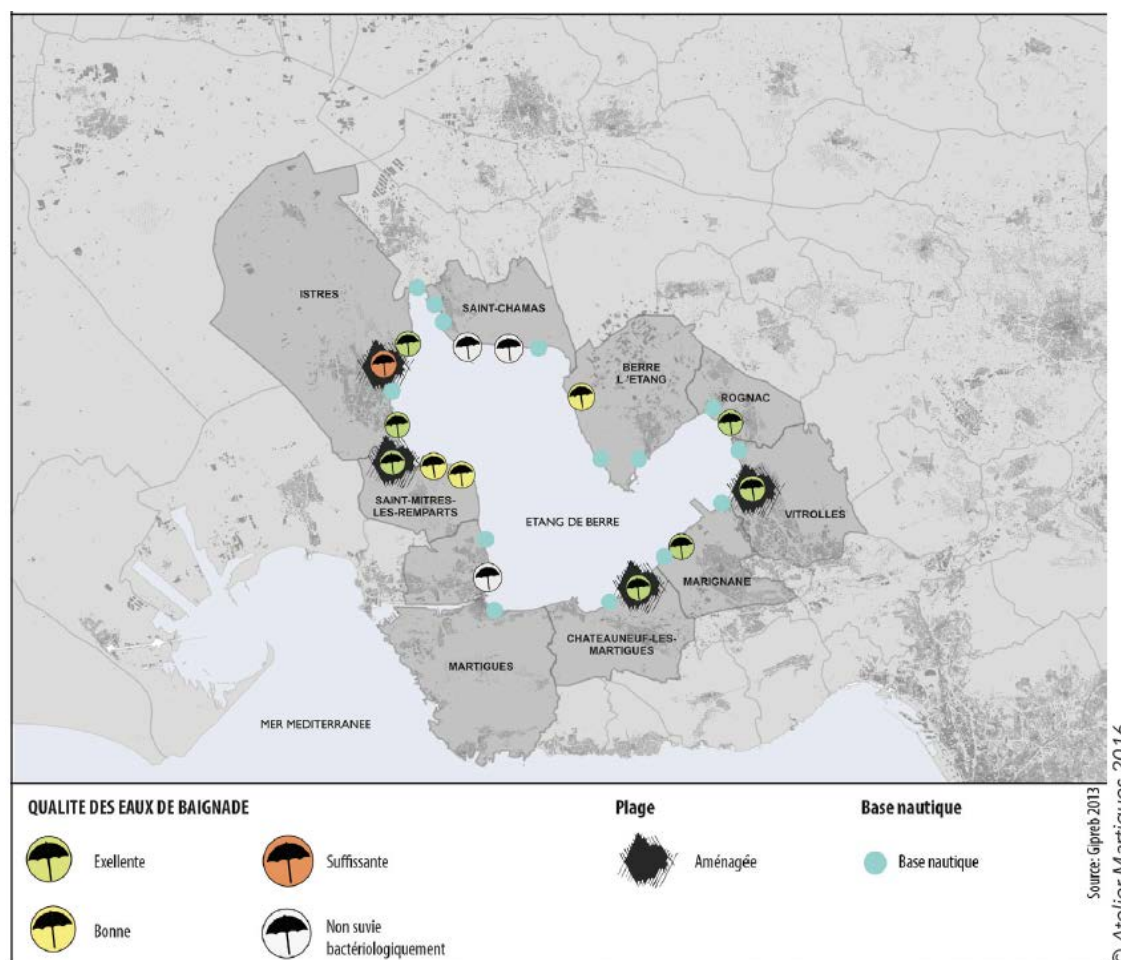 ISTRES
SAINT-CHAMAS
BERRE
L 'ETANG
ROGNAC
SAINT-MITRES-
LES-REMPARTS
ETANG DE BERRE
VITROLLES
MARIGNANE
CHATEAUNEUF-LES-
MARTIGUES
MARTIGUES
MER MEDITERRANEE
QUALITE DES EAUX DE BAIGNADE
Exellente
Bonne
Suffissante
Non suvie
bactériologiquement
Plage
Aménagée
Base nautique
Base nautique
Source: Gipreb 2013
© Atelier Martigues 2016